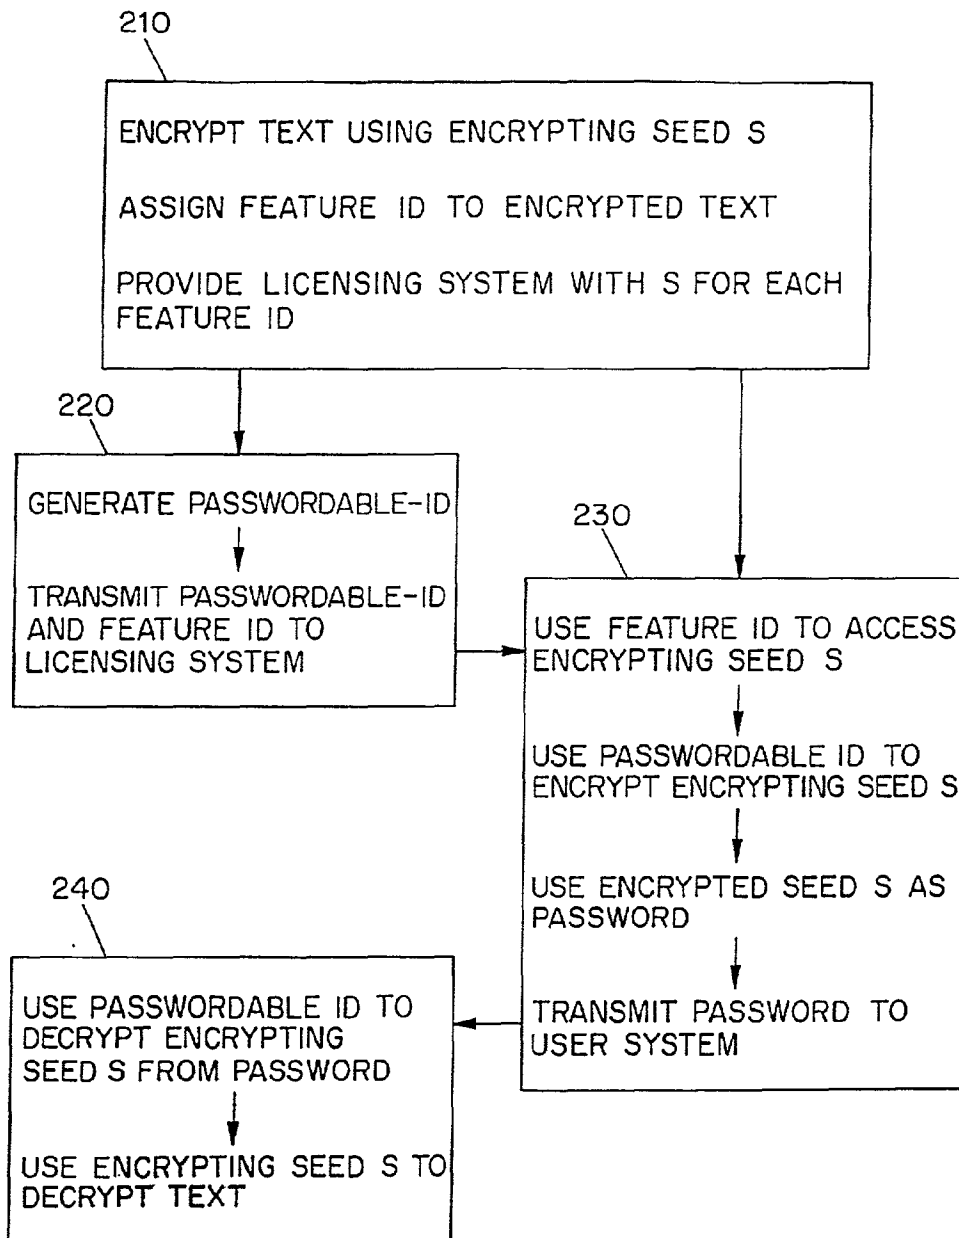 210
ENCRYPT TEXT USING ENCRYPTING SEED S
ASSIGN FEATURE ID TO ENCRYPTED TEXT
PROVIDE LICENSING SYSTEM WITH S FOR EACH
FEATURE ID
220
GENERATE PASSWORDABLE-ID
TRANSMIT PASSWORDABLE-ID
AND FEATURE ID TO
LICENSING SYSTEM
230
USE FEATURE ID TO ACCESS
ENCRYPTING SEED S
USE PASSWORDABLE ID TO
ENCRYPT ENCRYPTING SEED S
USE ENCRYPTED SEED S AS
PASSWORD
TRANSMIT PASSWORD TO
USER SYSTEM
240
USE PASSWORDABLE ID TO
DECRYPT ENCRYPTING
SEED S FROM PASSWORD
USE ENCRYPTING SEED S TO
DECRYPT TEXT